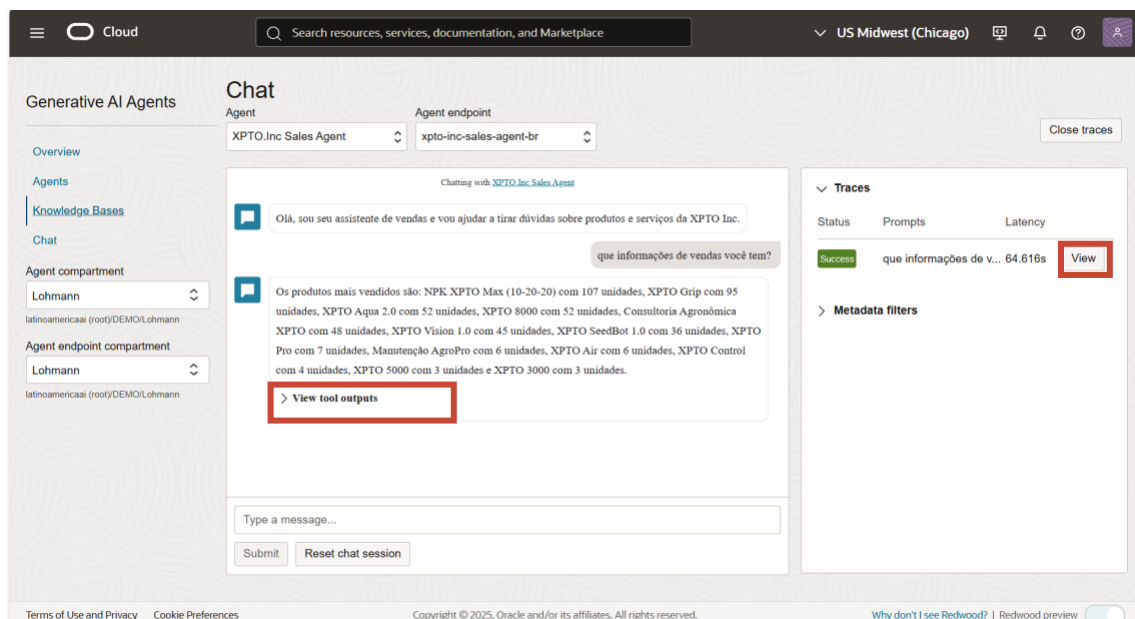 Cloud
Search resources, services, documentation, and Marketplace
US Midwest (Chicago)
Generative AI Agents
Overview
Agents
Knowledge Bases
Chat
Agent compartment
Lohmann
latinoamericaai (root)/DEMO/Lohmann
Agent endpoint compartment
Lohmann
latinoamericaai (root)/DEMO/Lohmann
Chat
Agent
Agent endpoint
XPTO.Inc Sales Agent
xpto-inc-sales-agent-br
Close traces
Chatting with XPTO.Inc Sales Agent
Olá, sou seu assistente de vendas e vou ajudar a tirar dúvidas sobre produtos e serviços da XPTO Inc.
que informações de vendas você tem?
Os produtos mais vendidos são: NPK XPTO Max (10-20-20) com 107 unidades, XPTO Grip com 95
unidades, XPTO Aqua 2.0 com 52 unidades, XPTO 8000 com 52 unidades, Consultoria Agronômica
XPTO com 48 unidades, XPTO Vision 1.0 com 45 unidades, XPTO SeedBot 1.0 com 36 unidades, XPTO
Pro com 7 unidades, Manutenção AgroPro com 6 unidades, XPTO Air com 6 unidades, XPTO Control
com 4 unidades, XPTO 5000 com 3 unidades e XPTO 3000 com 3 unidades.
View tool outputs
Type a message...
Submit
Reset chat session
Traces
Status Prompts Latency
Success que informações de v... 64.616s View
Metadata filters
Terms of Use and Privacy Cookie Preferences
Copyright © 2025, Oracle and/or its affiliates. All rights reserved.
Why don't I see Redwood? | Redwood preview